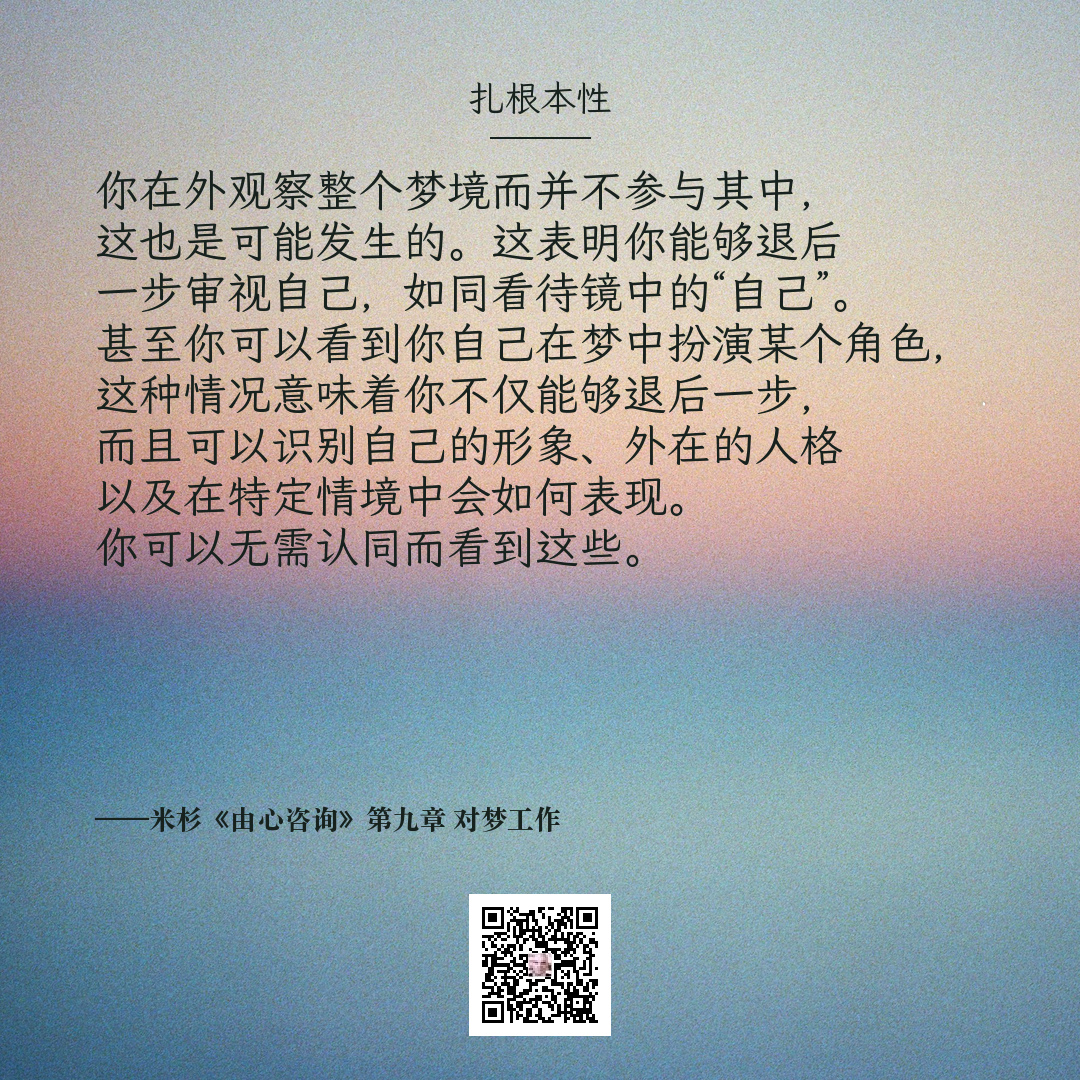 扎根本性
你在外观察整个梦境而并不参与其中，
这也是可能发生的。这表明你能够退后
一步审视自己，如同看待镜中的“自己”。
甚至你可以看到你自己在梦中扮演某个角色，
这种情况意味着你不仅能够退后一步，
而且可以识别自己的形象、外在的人格
以及在特定情境中会如何表现。
你可以无需认同而看到这些。
——米杉《由心咨询》第九章 对梦工作